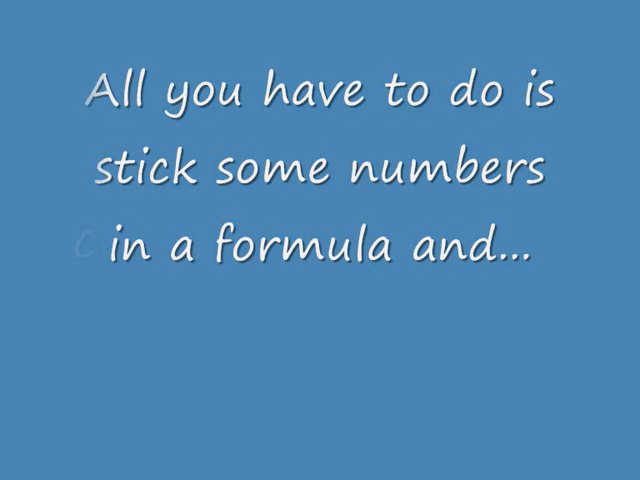 All you have to do is
stick some numbers
in a formula and...